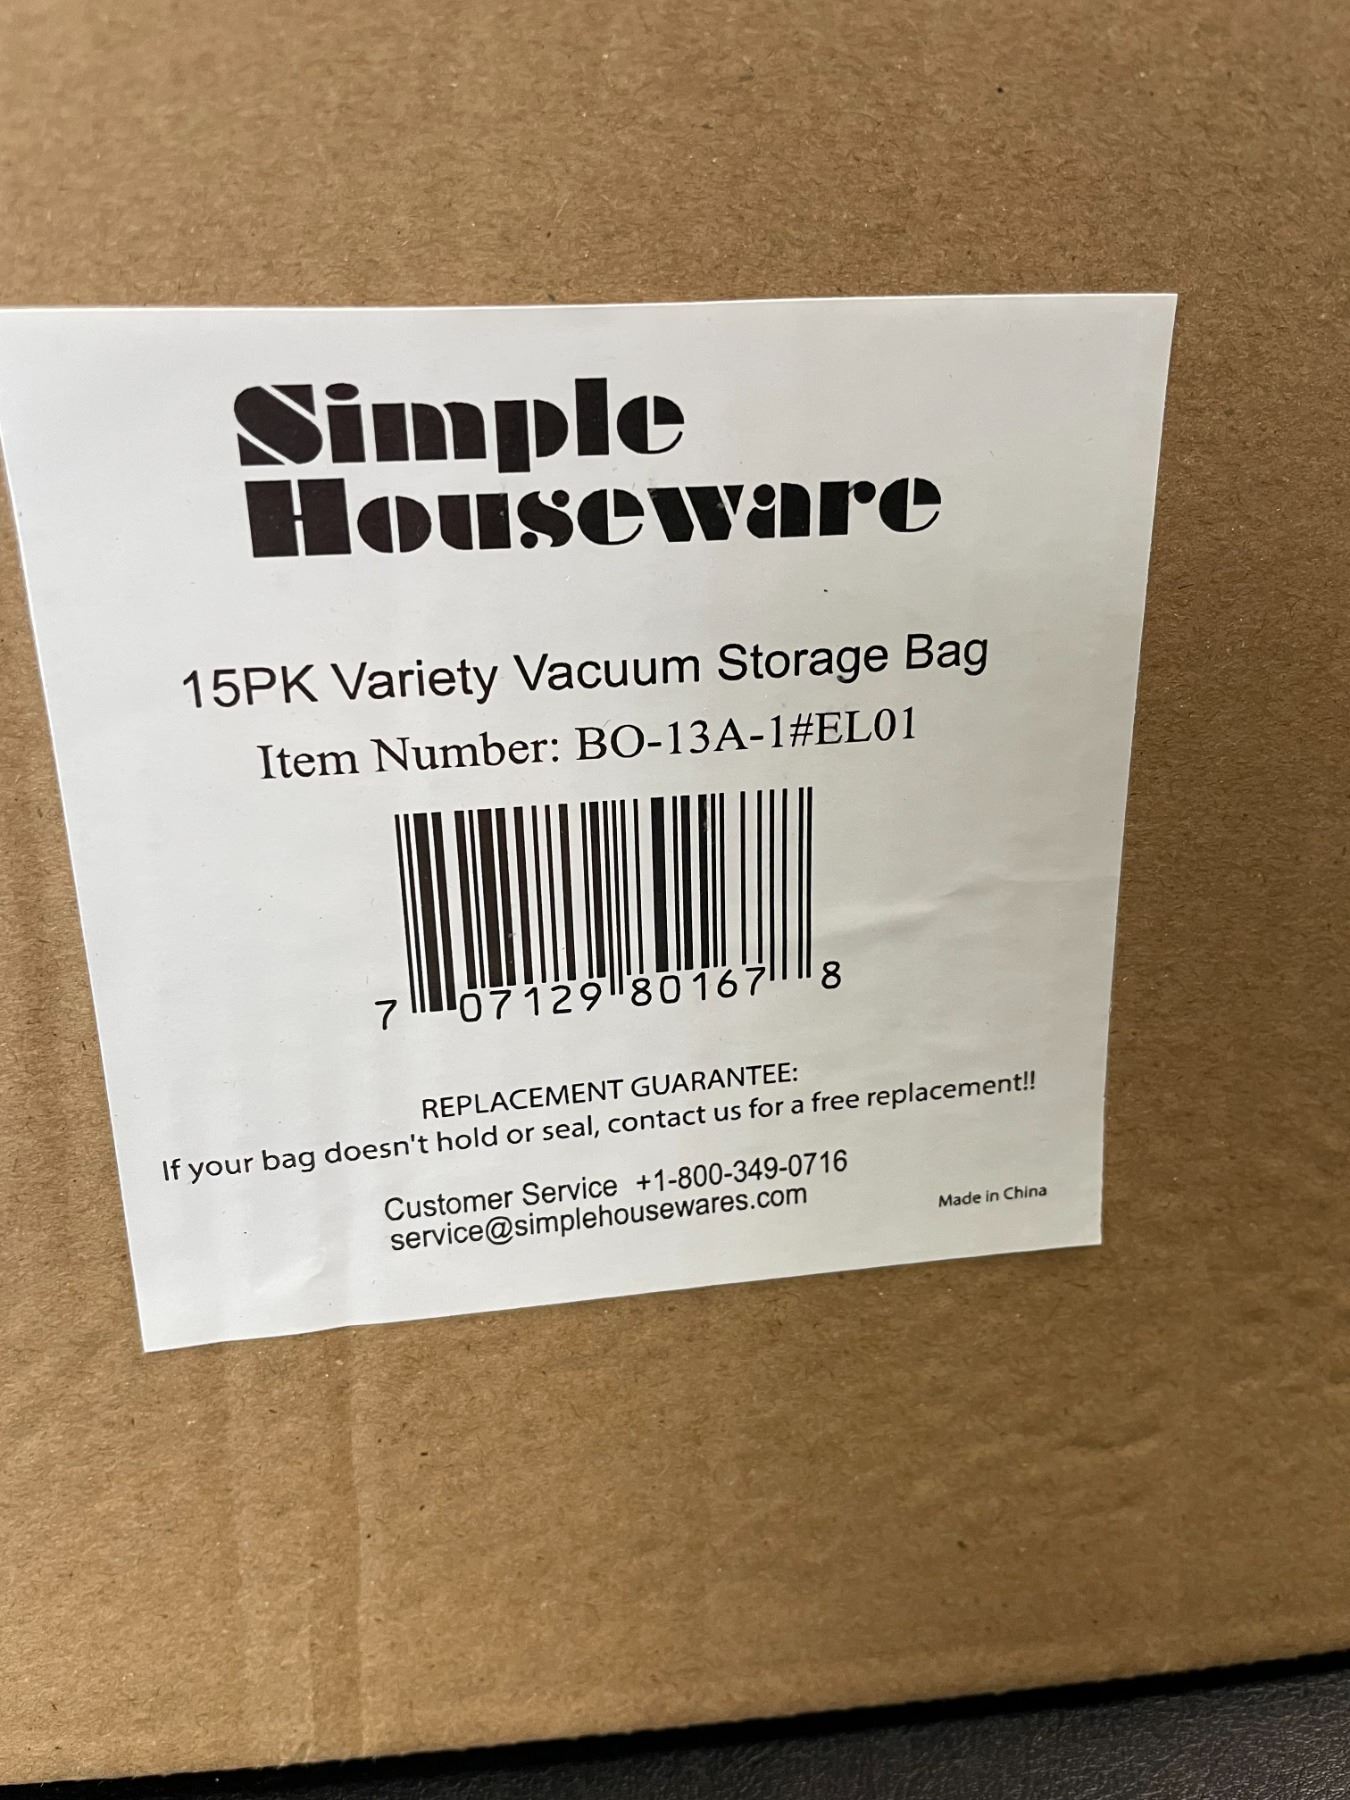 Simple
Houseware
15PK Variety Vacuum Storage Bag
Item Number: BO-13A-1#EL01
7 07129 80167 8
REPLACEMENT GUARANTEE:
If your bag doesn't hold or seal, contact us for a free replacement!!
Customer Service +1-800-349-0716
service@simplehousewares.com
Made in China